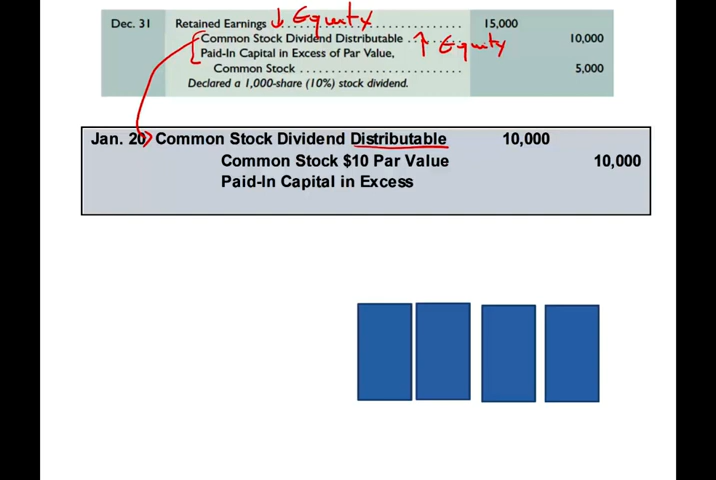 Dec. 31 Retained Earnings ↓ Equity 15,000
Common Stock Dividend Distributable ↑ Equity 10,000
Paid-In Capital in Excess of Par Value,
Common Stock 5,000
Declared a 1,000-share (10%) stock dividend.
Jan. 20 Common Stock Dividend Distributable 10,000
Common Stock $10 Par Value 10,000
Paid-In Capital in Excess